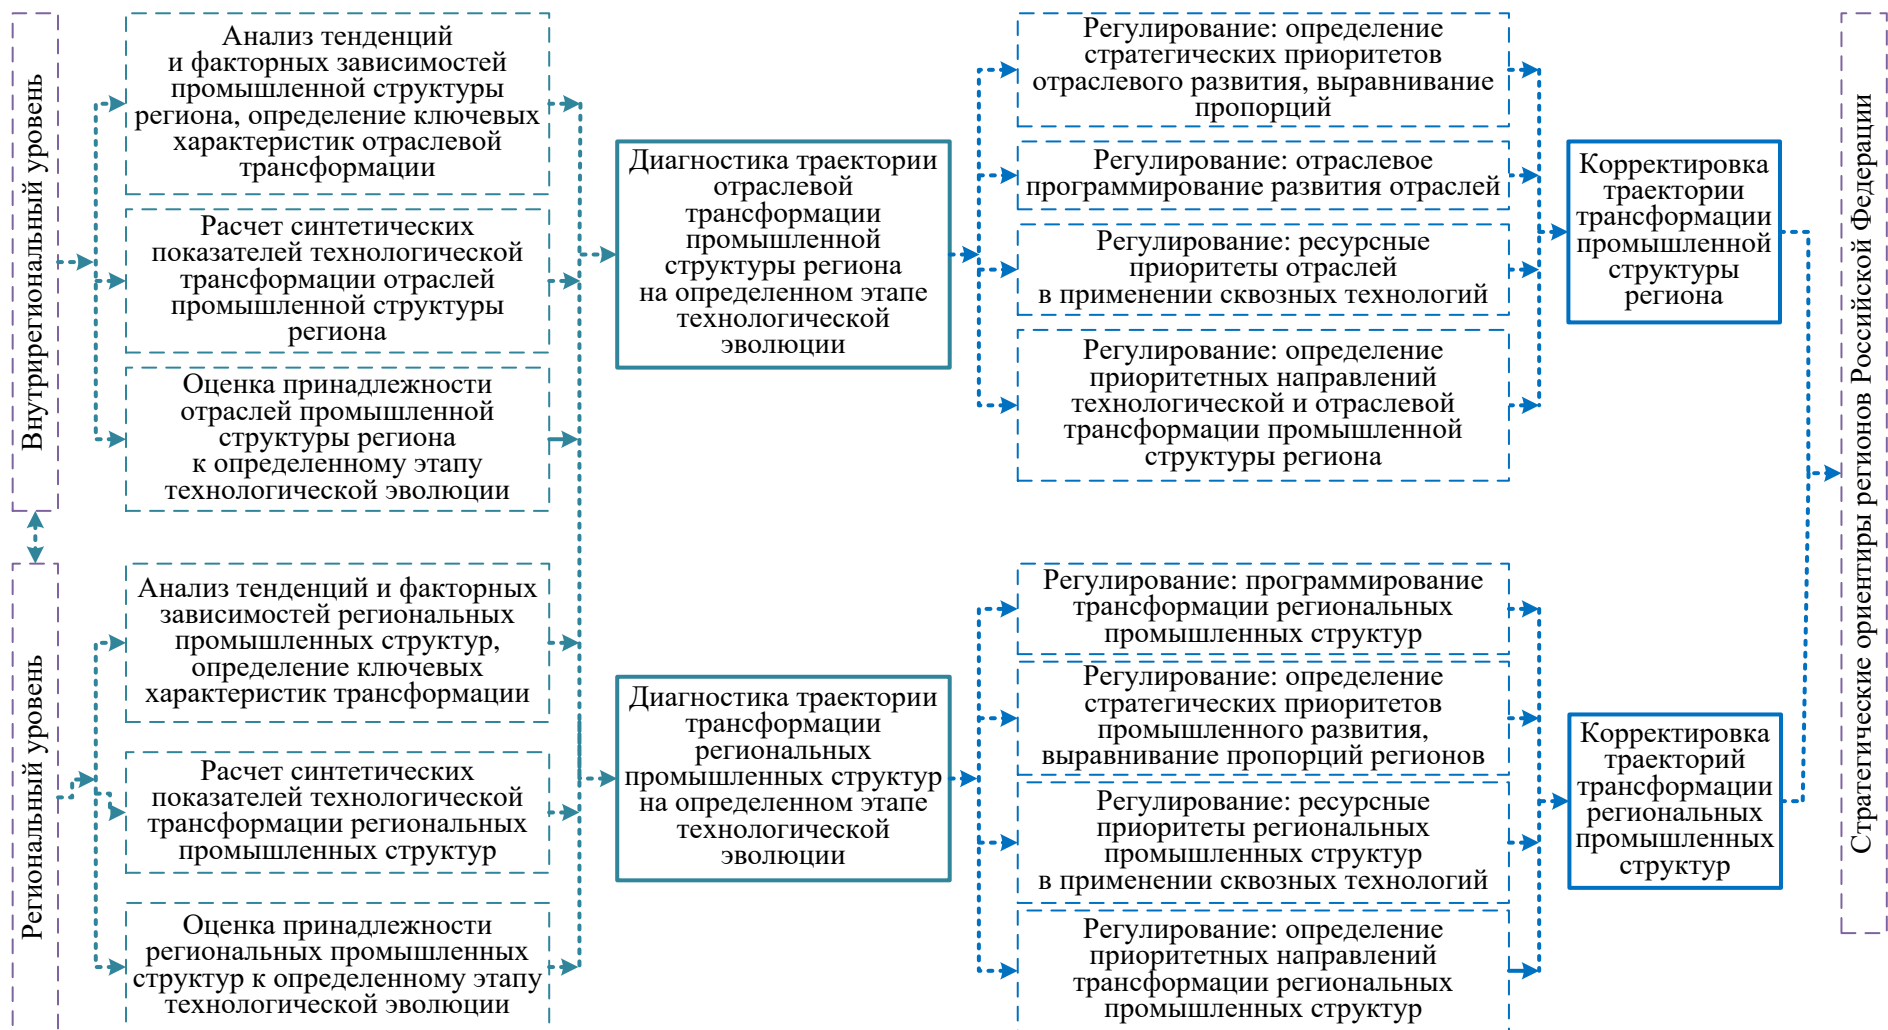 Внутрирегиональный уровень
Анализ тенденций
и факторных зависимостей
промышленной структуры
региона, определение ключевых
характеристик отраслевой
трансформации
Расчет синтетических
показателей технологической
трансформации отраслей
промышленной структуры
региона
Оценка принадлежности
отраслей промышленной
структуры региона
к определенному этапу
технологической эволюции
Диагностика траектории
отраслевой
трансформации
промышленной
структуры региона
на определенном этапе
технологической
эволюции
Регулирование: определение
стратегических приоритетов
отраслевого развития, выравнивание
пропорций
Регулирование: отраслевое
программирование развития отраслей
Регулирование: ресурсные
приоритеты отраслей
в применении сквозных технологий
Регулирование: определение
приоритетных направлений
технологической и отраслевой
трансформации промышленной
структуры региона
Корректировка
траектории
трансформации
промышленной
структуры
региона
Региональный уровень
Анализ тенденций и факторных
зависимостей региональных
промышленных структур,
определение ключевых
характеристик трансформации
Расчет синтетических
показателей технологической
трансформации региональных
промышленных структур
Оценка принадлежности
региональных промышленных
структур к определенному этапу
технологической эволюции
Диагностика траектории
трансформации
региональных
промышленных структур
на определенном этапе
технологической
эволюции
Регулирование: программирование
трансформации региональных
промышленных структур
Регулирование: определение
стратегических приоритетов
промышленного развития,
выравнивание пропорций регионов
Регулирование: ресурсные
приоритеты региональных
промышленных структур
в применении сквозных технологий
Регулирование: определение
приоритетных направлений
трансформации региональных
промышленных структур
Корректировка
траекторий
трансформации
региональных
промышленных
структур
Стратегические ориентиры регионов Российской Федерации